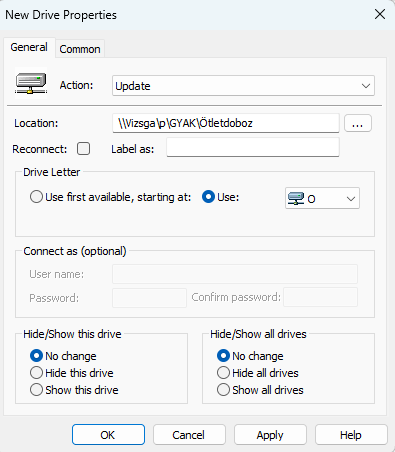 New Drive Properties
General Common
Action: Update
Location: \\Vizsga\p\GYAK\Ötletdoboz ...
Reconnect: Label as:
Drive Letter
Use first available, starting at: Use: O
Connect as (optional)
User name:
Password: Confirm password:
Hide/Show this drive Hide/Show all drives
No change No change
Hide this drive Hide all drives
Show this drive Show all drives
OK Cancel Apply Help